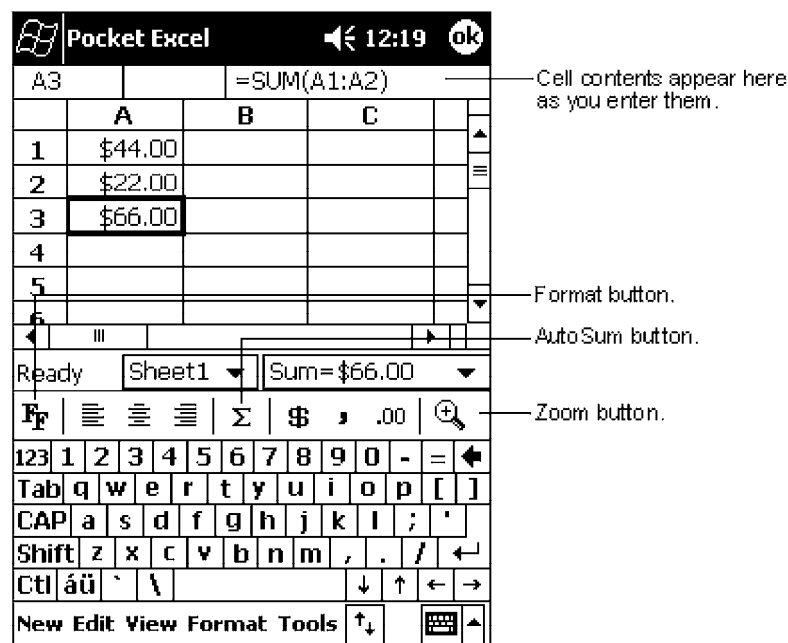 Pocket Excel 12:19 ok
A3 =SUM(A1:A2)
Cell contents appear here
as you enter them.
A B C
1 $44.00
2 $22.00
3 $66.00
4
5
6
Format button.
AutoSum button.
Ready Sheet1 Sum=$66.00
FF Σ $ , .00
Zoom button.
123 1 2 3 4 5 6 7 8 9 0 - =
Tab q w e r t y u i o p [ ]
CAP a s d f g h j k l ; '
Shift z x c v b n m , . /
Ctl áü ` \
New Edit View Format Tools